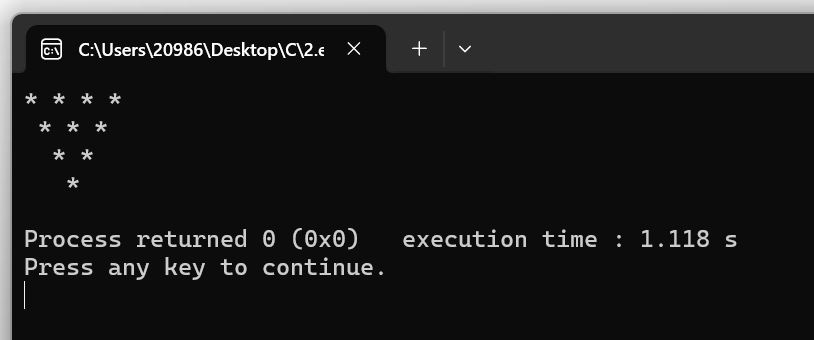 C:\Users\20986\Desktop\C\2.e
* * * *
 * * *
  * *
   *
Process returned 0 (0x0)   execution time : 1.118 s
Press any key to continue.